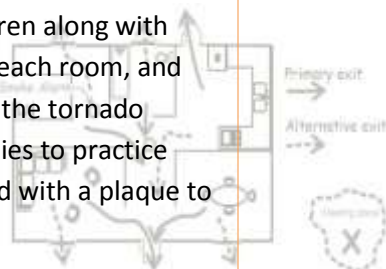 ren along with
each room, and
the tornado
ies to practice
d with a plaque to
Primary exit
Alternative exit